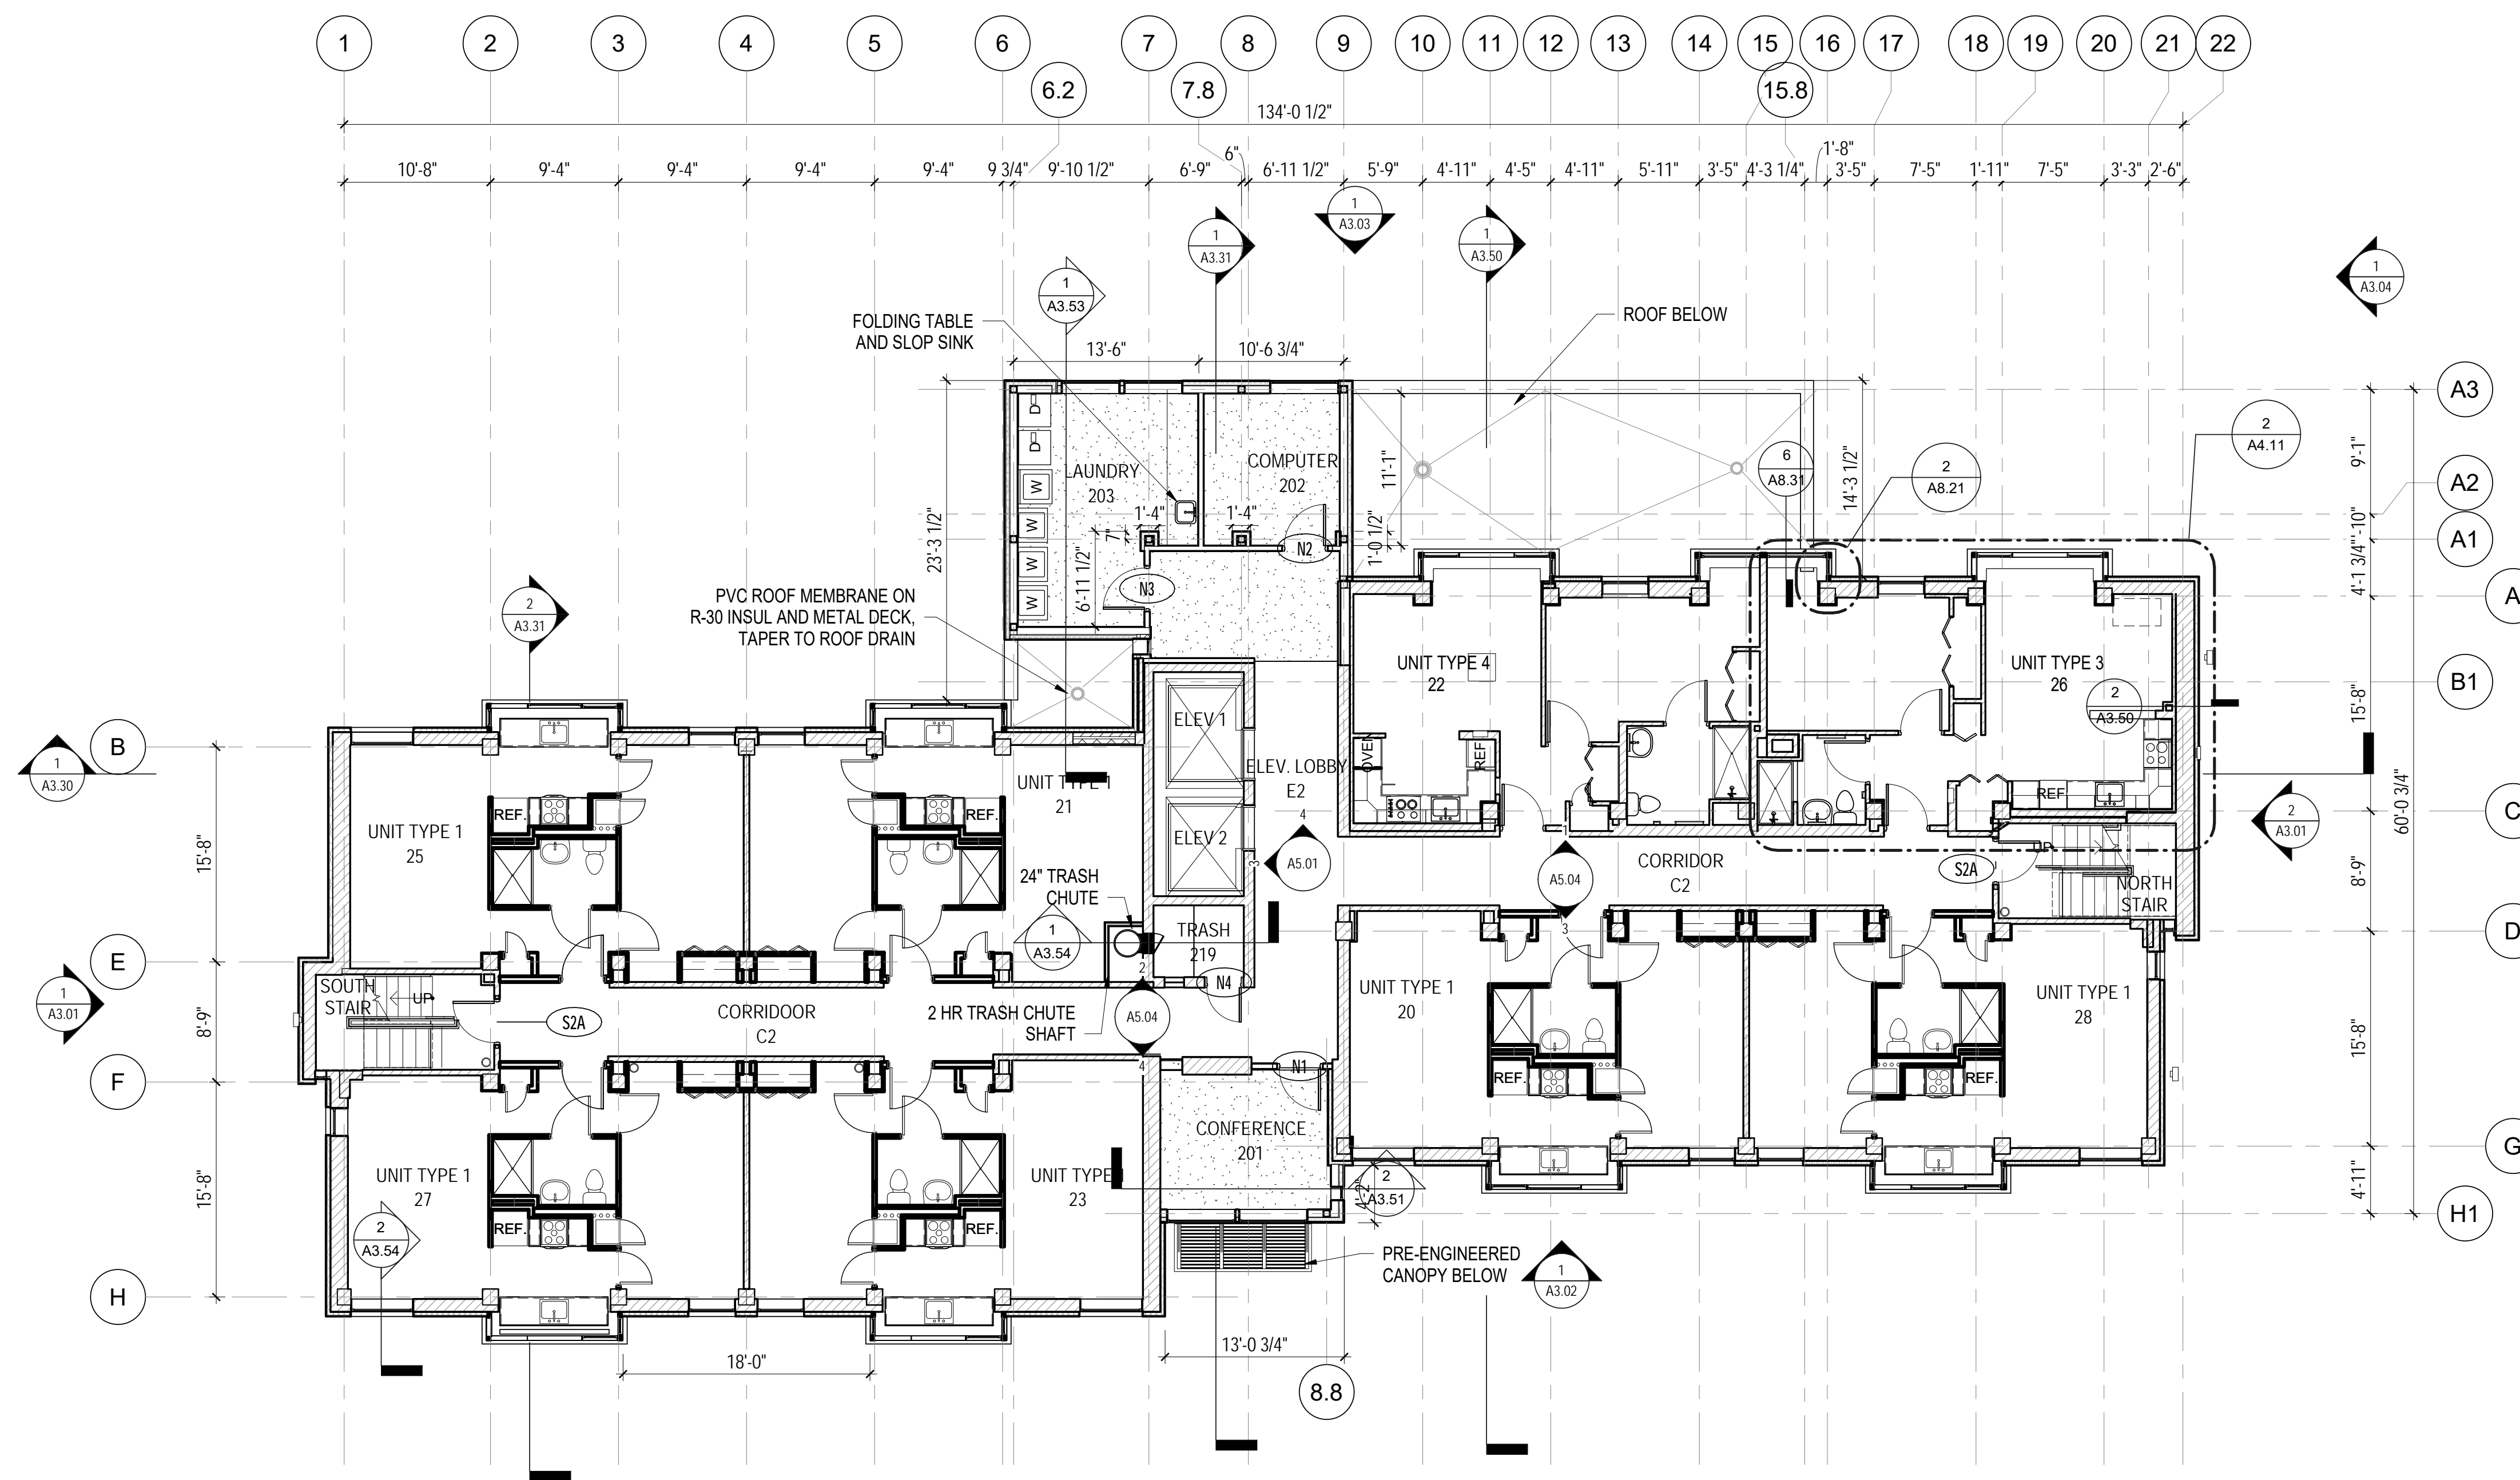 1 2 3 4 5 6 7 8 9 10 11 12 13 14 15 16 17 18 19 20 21 22
6.2 7.8 15.8
134'-0 1/2"
10'-8" 9'-4" 9'-4" 9'-4" 9'-4" 9 3/4" 9'-10 1/2" 6'-9" 6" 6'-11 1/2" 5'-9" 4'-11" 4'-5" 4'-11" 5'-11" 3'-5" 4'-3 1/4" 1'-8" 3'-5" 7'-5" 1'-11" 7'-5" 3'-3" 2'-6"
1
A3.03
1
A3.31
1
A3.50
1
A3.04
1
A3.53
FOLDING TABLE
AND SLOP SINK
ROOF BELOW
13'-6" 10'-6 3/4"
A3
A2
A1
A
B1
C
D
G
H1
9'-1"
4'-1 3/4"
15'-8"
8'-9"
15'-8"
4'-11"
60'-0 3/4"
2
A4.11
6
A8.31
2
A8.21
D
D
W
W
W
W
LAUNDRY
203
COMPUTER
202
1'-4" 1'-4"
7"
6'-11 1/2"
23'-3 1/2"
11'-1"
1'-0 1/2"
14'-3 1/2"
N2
N3
2
A3.31
PVC ROOF MEMBRANE ON
R-30 INSUL AND METAL DECK,
TAPER TO ROOF DRAIN
UNIT TYPE 4
22
UNIT TYPE 3
26
2
A3.50
OVEN
REF
REF
B
E
F
H
1
A3.30
1
A3.01
15'-8"
8'-9"
15'-8"
ELEV 1
ELEV 2
ELEV. LOBBY
E2
4
A5.01
3
UNIT TYPE 1
21
UNIT TYPE 1
25
REF. REF.
2
A3.01
24" TRASH
CHUTE
1
A3.54
TRASH
219
N4
1
A5.04
3
CORRIDOR
C2
S2A
UP
NORTH
STAIR
SOUTH
STAIR
UP
S2A
CORRIDOOR
C2
2 HR TRASH CHUTE
SHAFT
2
A5.04
4
N1
UNIT TYPE 1
20
UNIT TYPE 1
28
REF. REF.
CONFERENCE
201
UNIT TYPE 1
27
UNIT TYPE 1
23
REF. REF.
2
A3.54
2
A3.51
4'-2"
PRE-ENGINEERED
CANOPY BELOW
1
A3.02
18'-0"
13'-0 3/4"
8.8